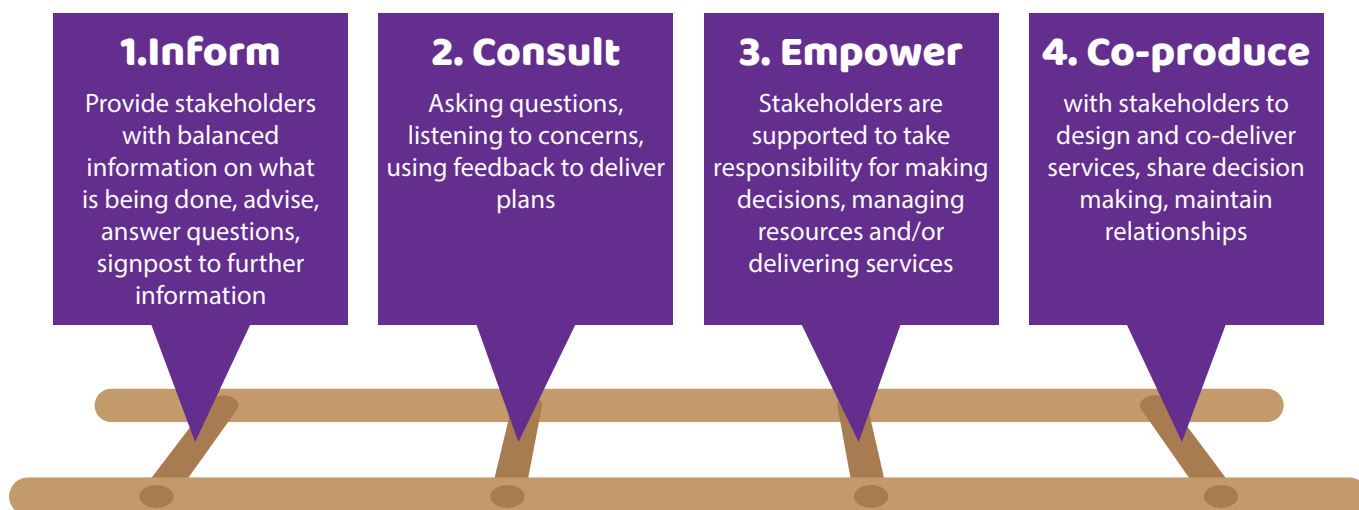 1.Inform
Provide stakeholders
with balanced
information on what
is being done, advise,
answer questions,
signpost to further
information
2. Consult
Asking questions,
listening to concerns,
using feedback to deliver
plans
3. Empower
Stakeholders are
supported to take
responsibility for making
decisions, managing
resources and/or
delivering services
4. Co-produce
with stakeholders to
design and co-deliver
services, share decision
making, maintain
relationships